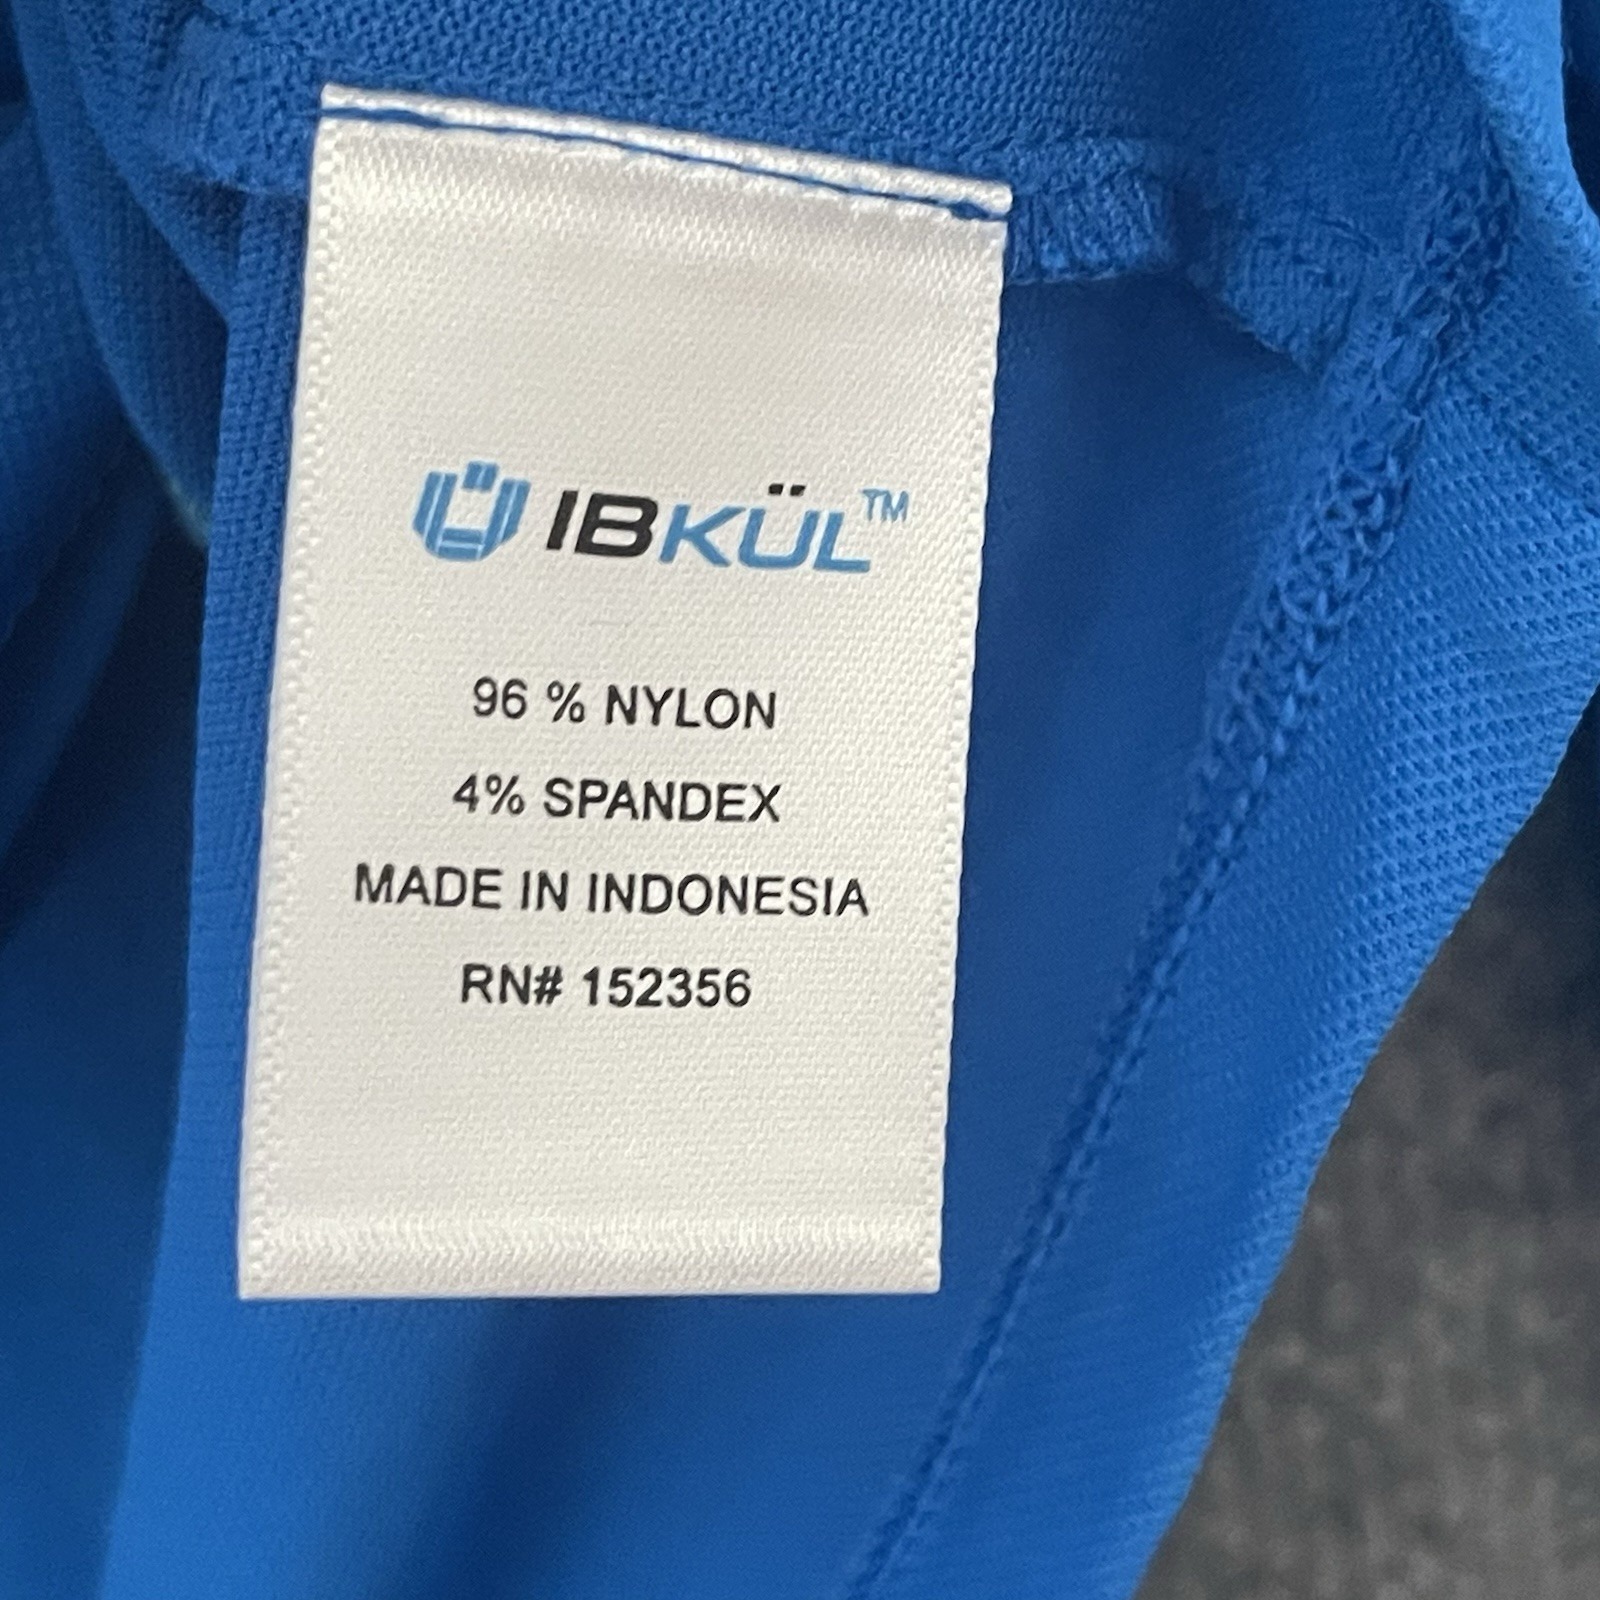 IBKÜL™
96 % NYLON
4% SPANDEX
MADE IN INDONESIA
RN# 152356